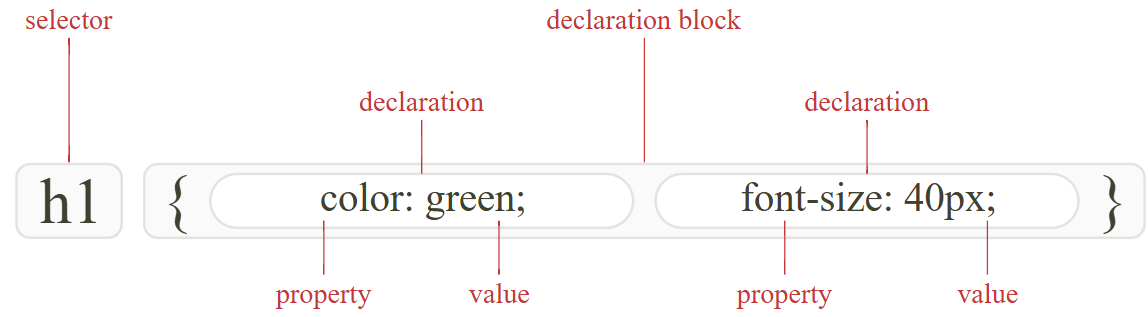 selector
declaration block
declaration
declaration
h1 { color: green; font-size: 40px; }
property
value
property
value